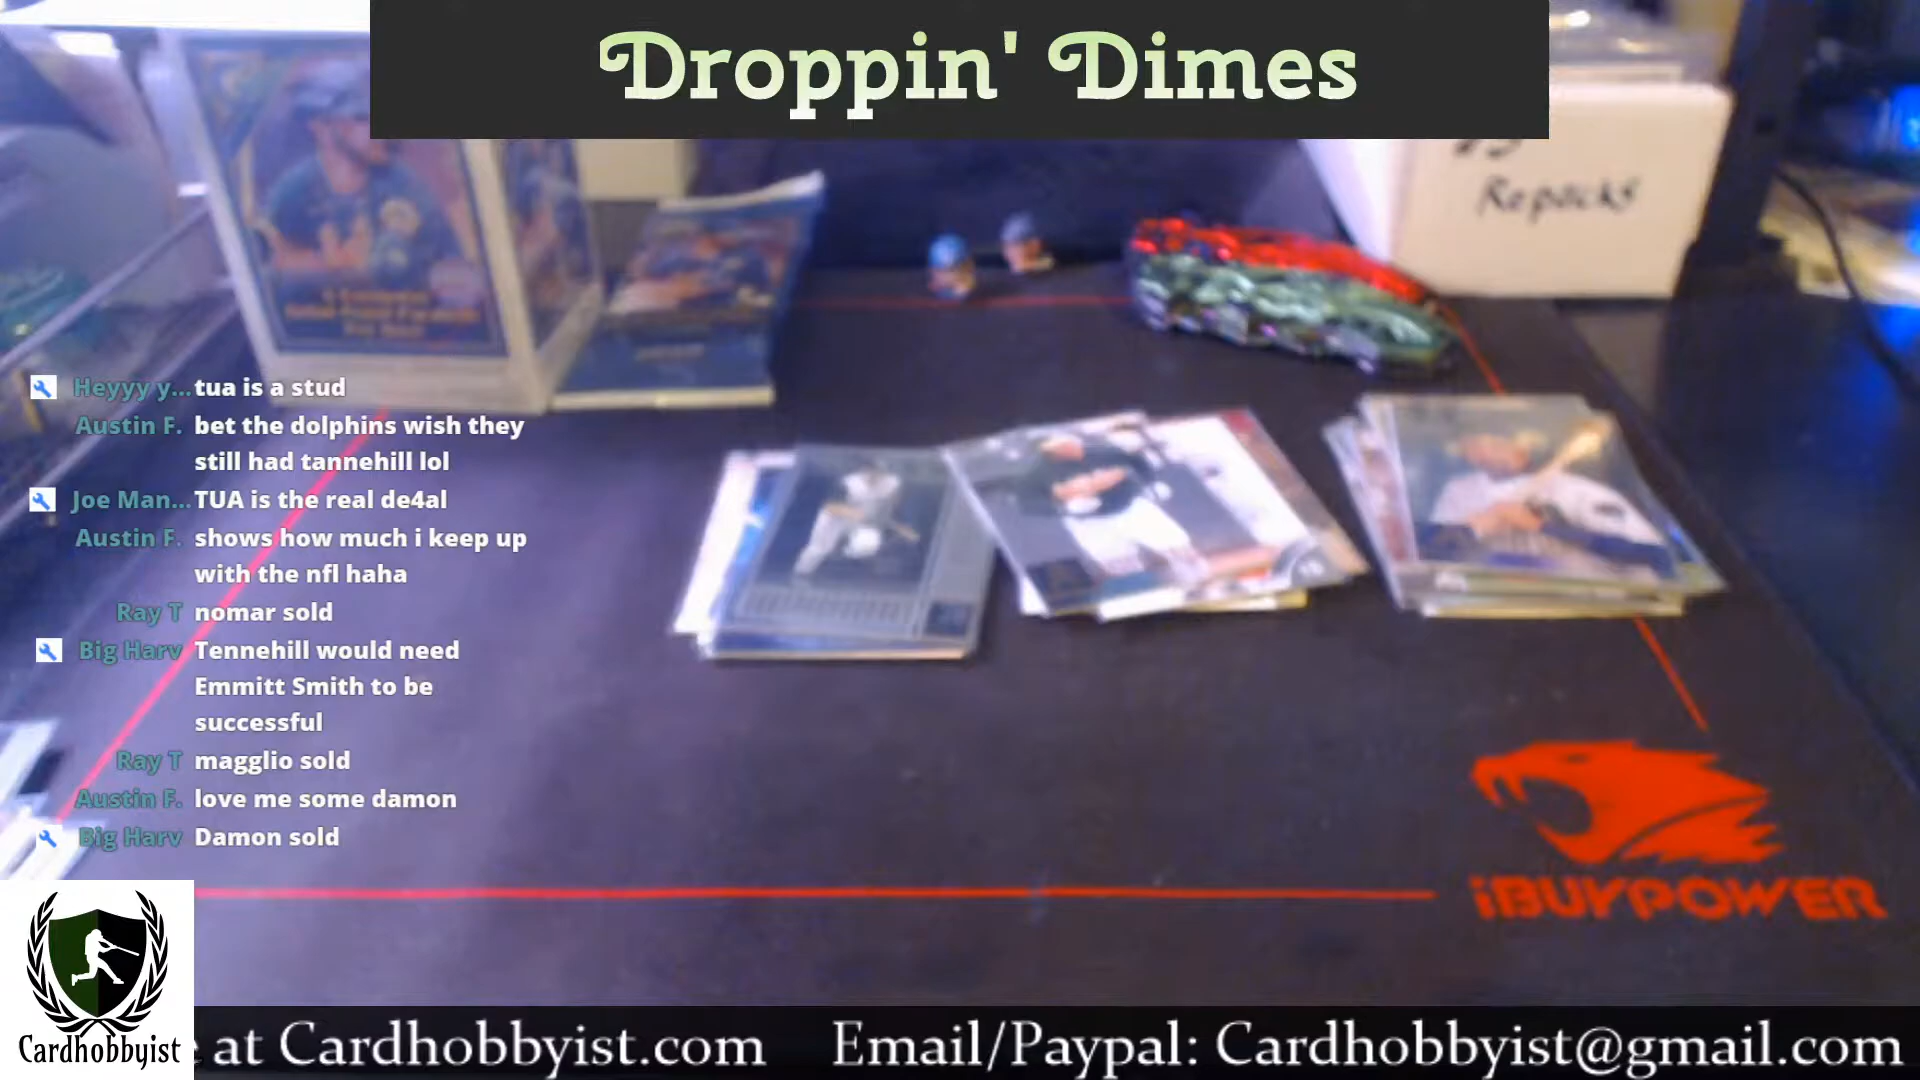 Droppin' Dimes
Repacks
Heyyy y... tua is a stud
Austin F. bet the dolphins wish they
still had tannehill lol
Joe Man... TUA is the real de4al
Austin F. shows how much i keep up
with the nfl haha
Ray T nomar sold
Big Harv Tennehill would need
Emmitt Smith to be
successful
Ray T magglio sold
Austin F. love me some damon
Big Harv Damon sold
iBUYPOWER
Cardhobbyist
at Cardhobbyist.com Email/Paypal: Cardhobbyist@gmail.com